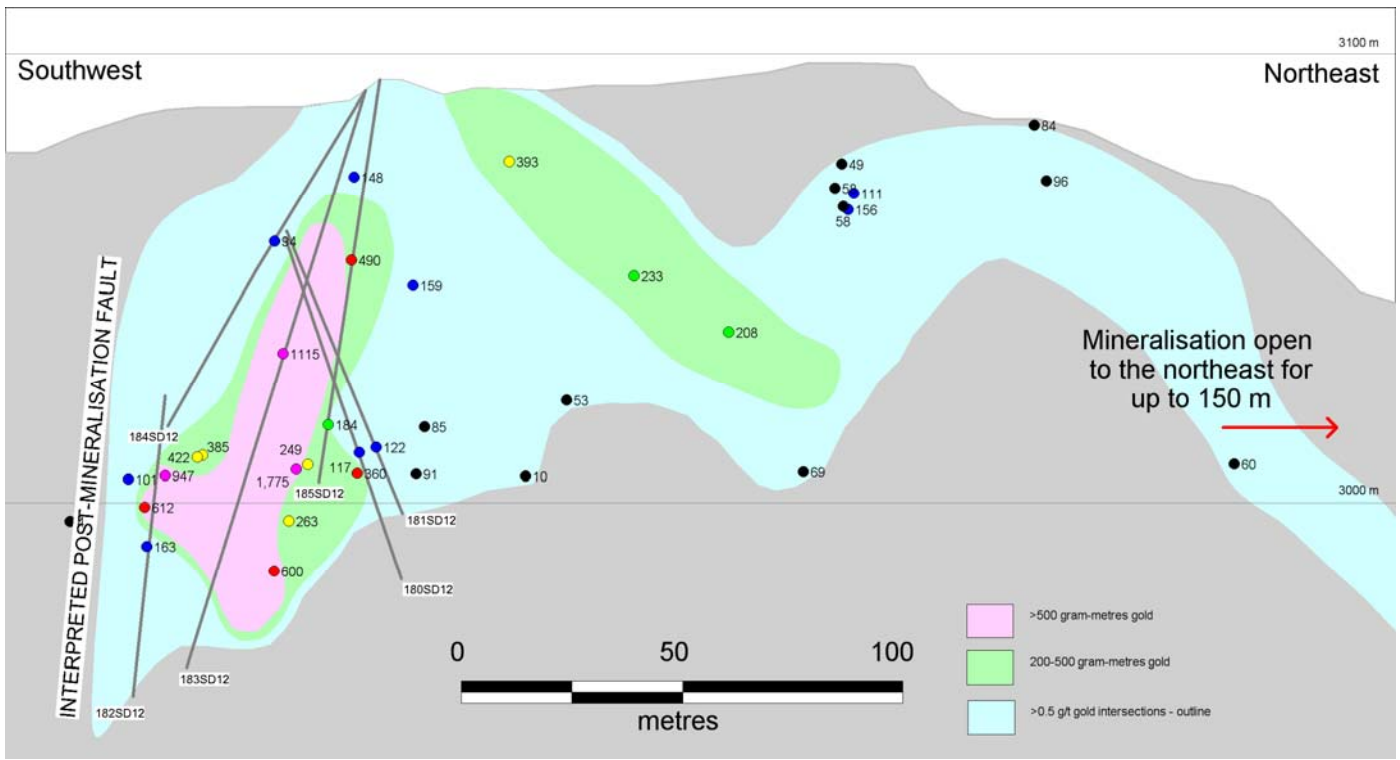 3100 m
Southwest
Northeast
84
393
49
148
96
58
111
156
58
94
490
159
233
208
INTERPRETED POST-MINERALISATION FAULT
1115
Mineralisation open
to the northeast for
up to 150 m
53
184SD12
184
85
385
422
249
122
117
947
101
1,775
360
91
10
69
60
185SD12
3000 m
612
263
181SD12
163
600
180SD12
183SD12
182SD12
0 50 100
metres
>500 gram-metres gold
200-500 gram-metres gold
>0.5 g/t gold intersections - outline